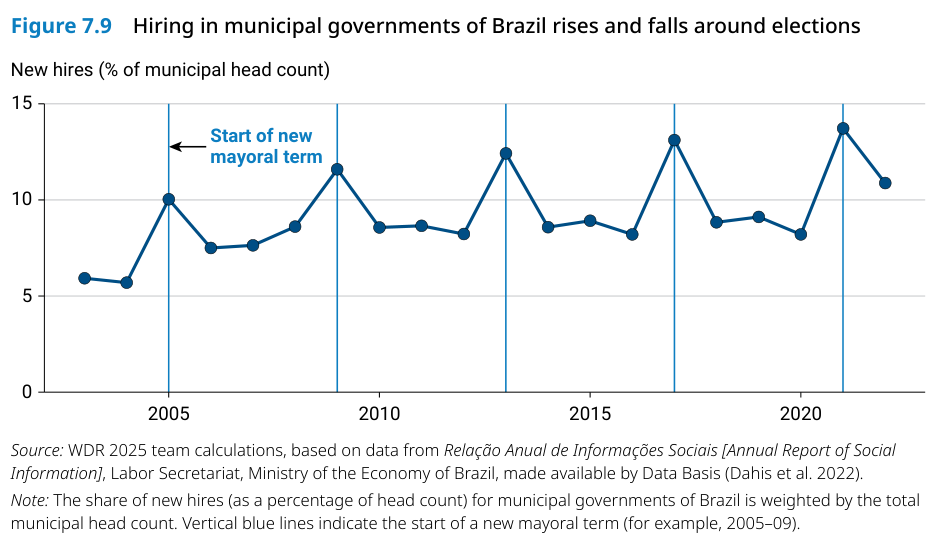 Figure 7.9 Hiring in municipal governments of Brazil rises and falls around elections
New hires (% of municipal head count)
15
Start of new
mayoral term
10
5
0
2005 2010 2015 2020
Source: WDR 2025 team calculations, based on data from Relação Anual de Informações Sociais [Annual Report of Social
Information], Labor Secretariat, Ministry of the Economy of Brazil, made available by Data Basis (Dahis et al. 2022).
Note: The share of new hires (as a percentage of head count) for municipal governments of Brazil is weighted by the total
municipal head count. Vertical blue lines indicate the start of a new mayoral term (for example, 2005–09).